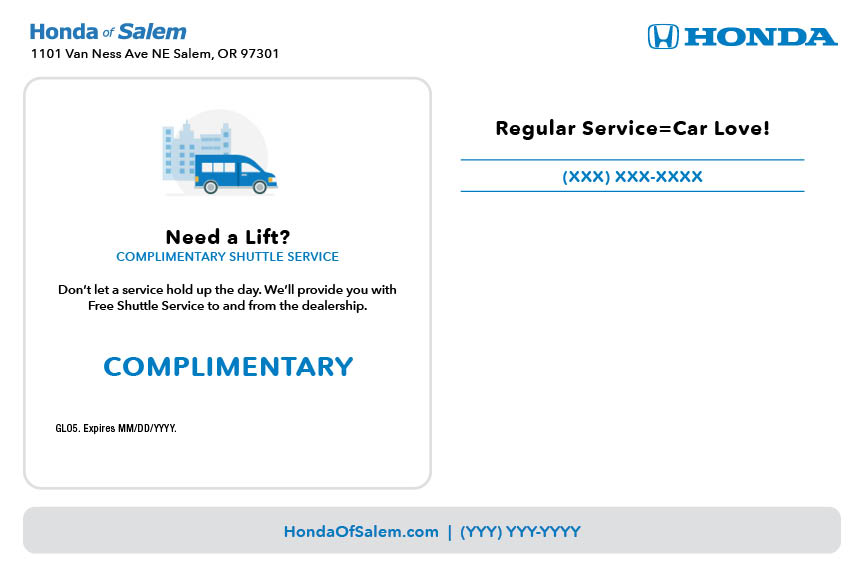 Honda of Salem
1101 Van Ness Ave NE Salem, OR 97301
HONDA
Need a Lift?
COMPLIMENTARY SHUTTLE SERVICE
Don’t let a service hold up the day. We’ll provide you with
Free Shuttle Service to and from the dealership.
COMPLIMENTARY
GL05. Expires MM/DD/YYYY.
Regular Service=Car Love!
(XXX) XXX-XXXX
HondaOfSalem.com | (YYY) YYY-YYYY